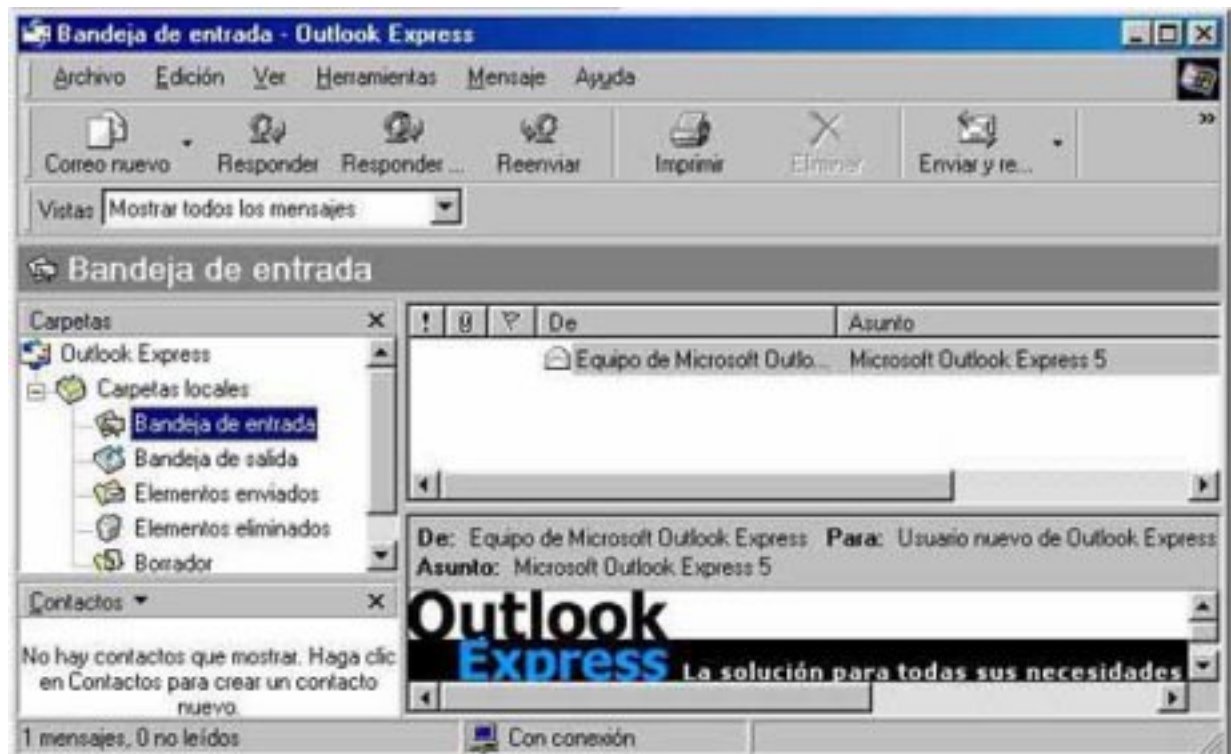 Bandeja de entrada - Outlook Express
Archivo Edición Ver Herramientas Mensaje Ayuda
Correo nuevo Responder Responder ... Reenviar Imprimir Eliminar Enviar y re...
Vistas Mostrar todos los mensajes
Bandeja de entrada
Carpetas
Outlook Express
Carpetas locales
Bandeja de entrada
Bandeja de salida
Elementos enviados
Elementos eliminados
Borrador
Contactos
No hay contactos que mostrar. Haga clic
en Contactos para crear un contacto
nuevo.
! De Asunto
Equipo de Microsoft Outlo... Microsoft Outlook Express 5
De: Equipo de Microsoft Outlook Express Para: Usuario nuevo de Outlook Express
Asunto: Microsoft Outlook Express 5
Outlook
Express La solución para todas sus necesidades
1 mensajes, 0 no leídos Con conexión